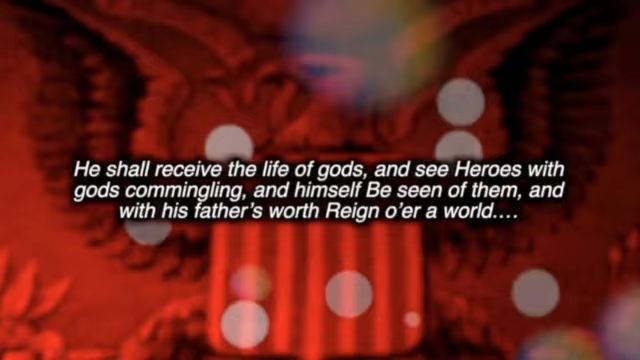 He shall receive the life of gods, and see Heroes with
gods commingling, and himself Be seen of them, and
with his father's worth Reign o'er a world....